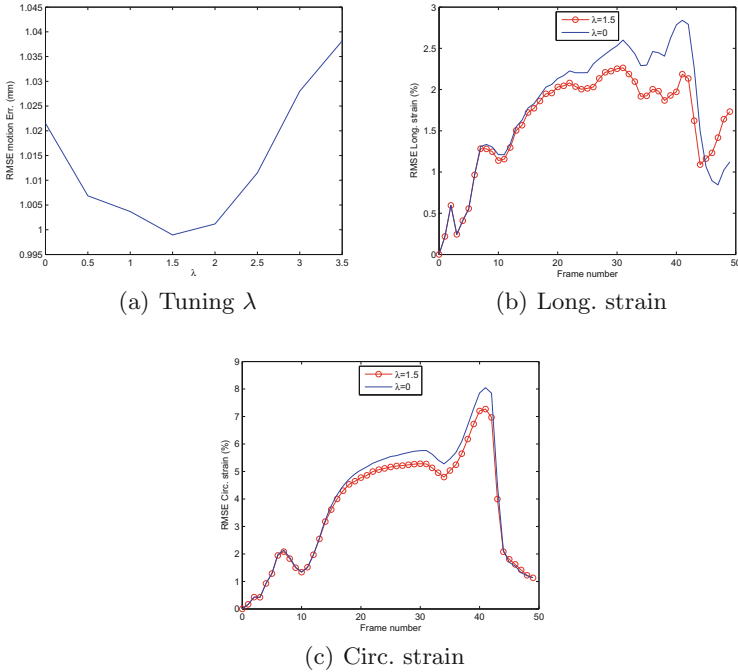 1.045
1.04
1.035
1.03
1.025
1.02
1.015
1.01
1.005
1
0.995
RMSE motion Err. (mm)
0 0.5 1 1.5 2 2.5 3 3.5
λ
(a) Tuning λ
3
2.5
2
1.5
1
0.5
0
RMSE Long. strain (%)
λ=1.5
λ=0
0 10 20 30 40 50
Frame number
(b) Long. strain
9
8
7
6
5
4
3
2
1
0
RMSE Circ. strain (%)
λ=1.5
λ=0
0 10 20 30 40 50
Frame number
(c) Circ. strain